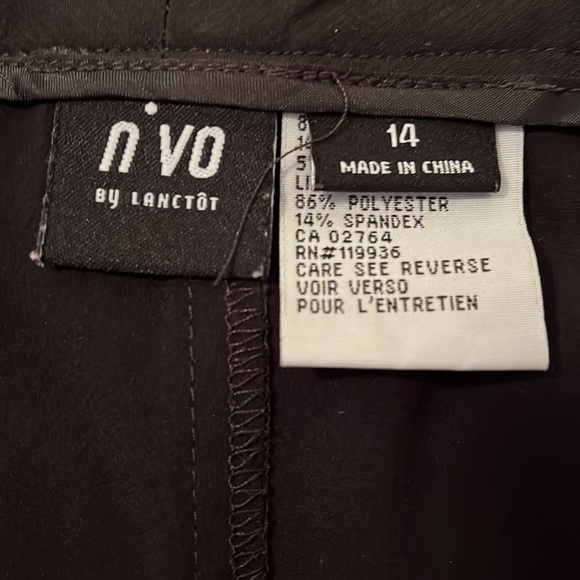 n·vo
BY LANCTÔT
14
MADE IN CHINA
86% POLYESTER
14% SPANDEX
CA 02764
RN#119936
CARE SEE REVERSE
VOIR VERSO
POUR L'ENTRETIEN